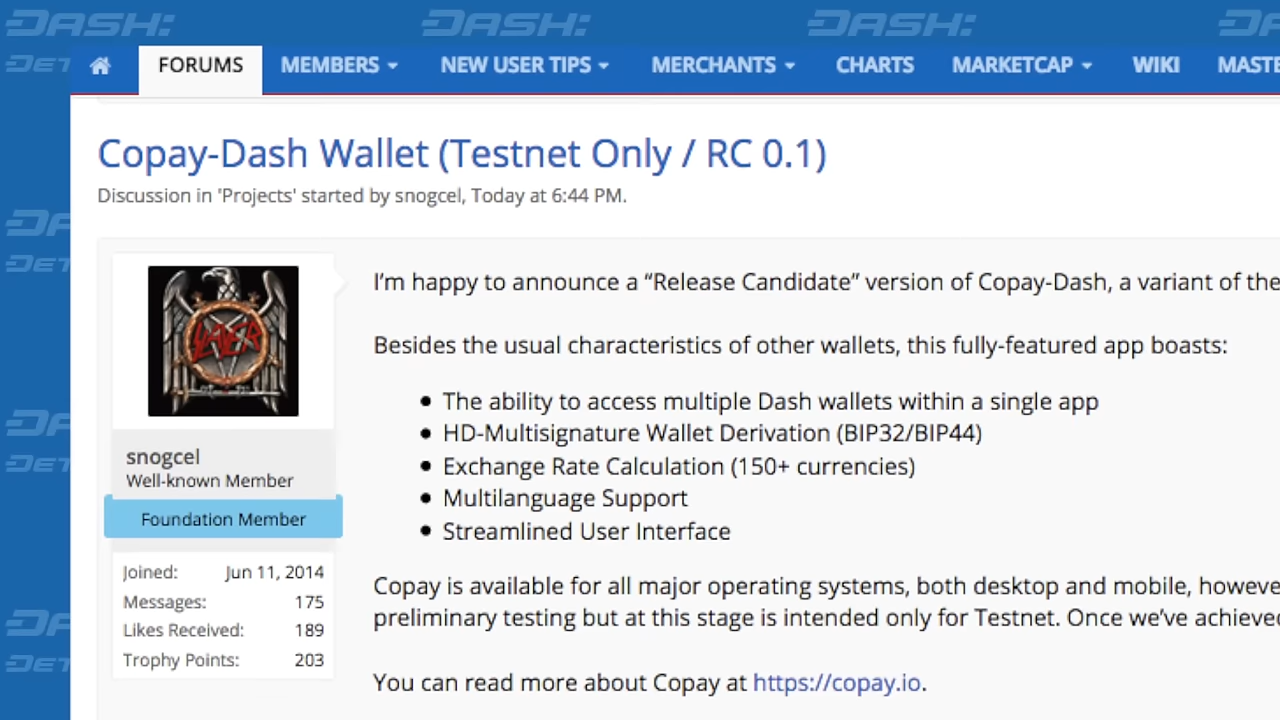 DASH: DASH: DASH:
FORUMS MEMBERS NEW USER TIPS MERCHANTS CHARTS MARKETCAP WIKI MASTE
Copay-Dash Wallet (Testnet Only / RC 0.1)
Discussion in 'Projects' started by snogcel, Today at 6:44 PM.
SLAYER
snogcel
Well-known Member
Foundation Member
Joined: Jun 11, 2014
Messages: 175
Likes Received: 189
Trophy Points: 203
I'm happy to announce a “Release Candidate” version of Copay-Dash, a variant of the
Besides the usual characteristics of other wallets, this fully-featured app boasts:
• The ability to access multiple Dash wallets within a single app
• HD-Multisignature Wallet Derivation (BIP32/BIP44)
• Exchange Rate Calculation (150+ currencies)
• Multilanguage Support
• Streamlined User Interface
Copay is available for all major operating systems, both desktop and mobile, howeve
preliminary testing but at this stage is intended only for Testnet. Once we've achieved
You can read more about Copay at https://copay.io.